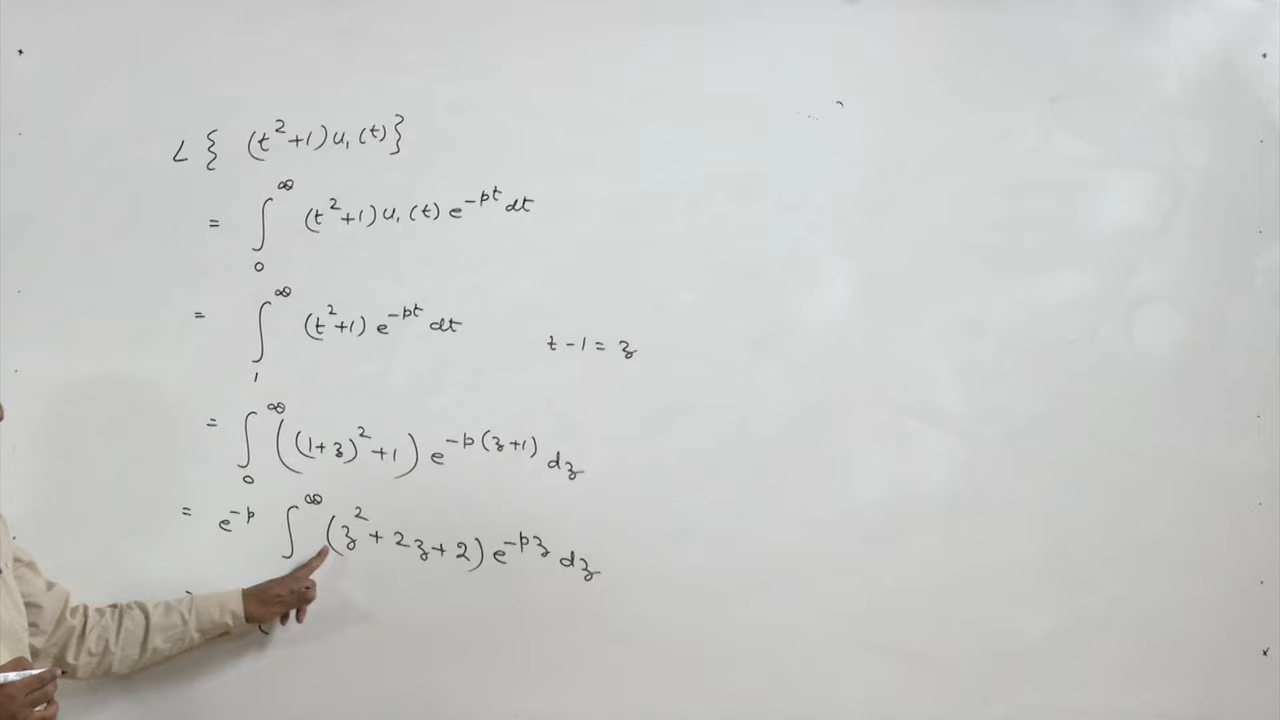 L { (t²+1) u₁(t) }
= ∫₀^∞ (t²+1) u₁(t) e^{-pt} dt
= ∫₁^∞ (t²+1) e^{-pt} dt t-1 = z
= ∫₀^∞ ((1+z)²+1) e^{-p(z+1)} dz
= e^{-p} ∫^∞ (z²+2z+2) e^{-pz} dz